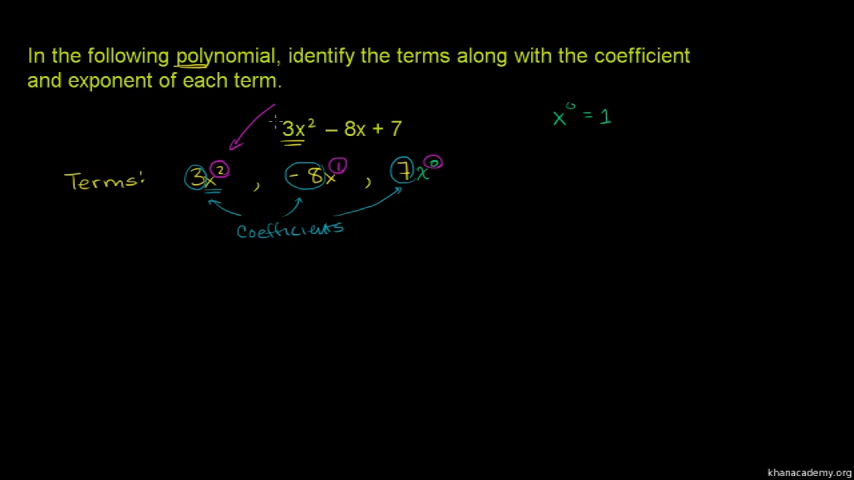 In the following polynomial, identify the terms along with the coefficient
and exponent of each term.
3x² – 8x + 7
x⁰ = 1
Terms: 3x² , -8x¹ , 7x⁰
Coefficients
khanacademy.org